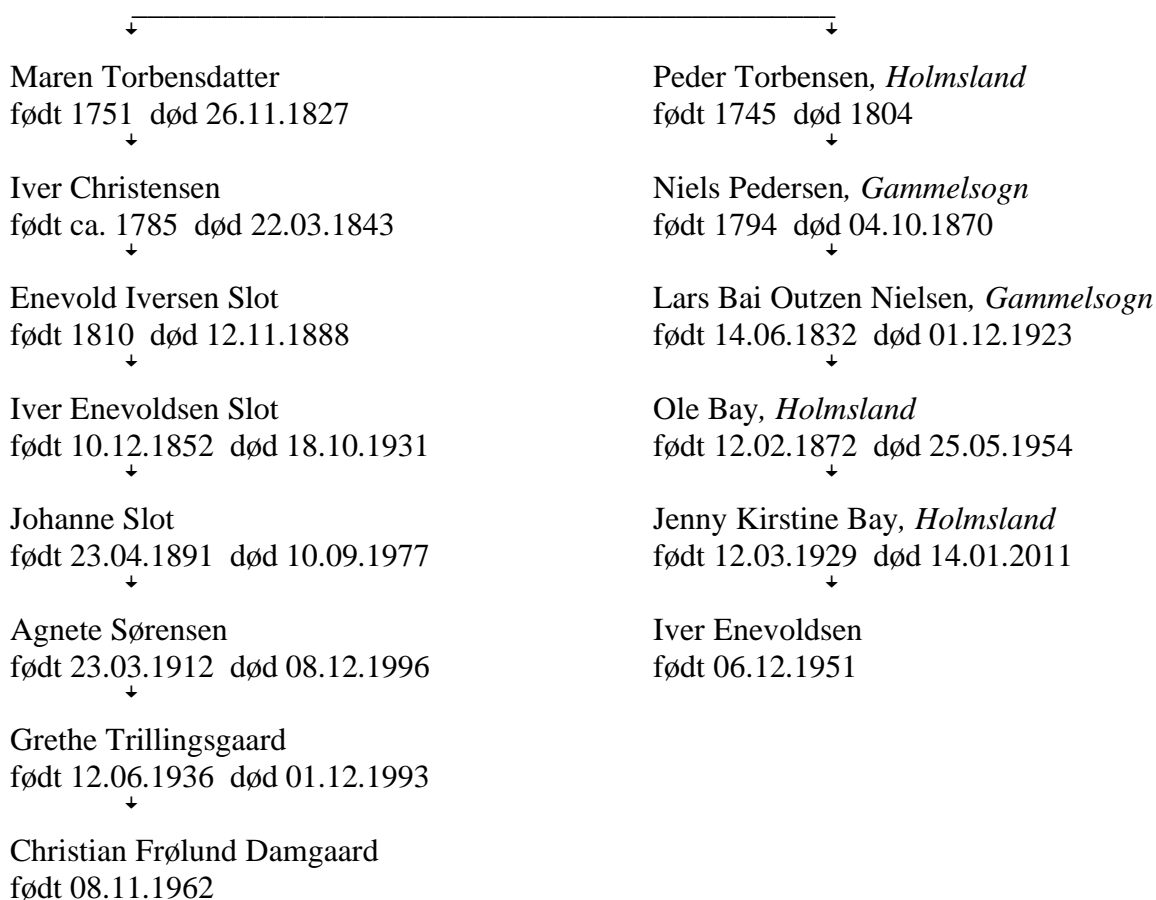 Maren Torbensdatter
født 1751 død 26.11.1827
Iver Christensen
født ca. 1785 død 22.03.1843
Enevold Iversen Slot
født 1810 død 12.11.1888
Iver Enevoldsen Slot
født 10.12.1852 død 18.10.1931
Johanne Slot
født 23.04.1891 død 10.09.1977
Agnete Sørensen
født 23.03.1912 død 08.12.1996
Grethe Trillingsgaard
født 12.06.1936 død 01.12.1993
Christian Frølund Damgaard
født 08.11.1962
Peder Torbensen, Holmsland
født 1745 død 1804
Niels Pedersen, Gammelsogn
født 1794 død 04.10.1870
Lars Bai Outzen Nielsen, Gammelsogn
født 14.06.1832 død 01.12.1923
Ole Bay, Holmsland
født 12.02.1872 død 25.05.1954
Jenny Kirstine Bay, Holmsland
født 12.03.1929 død 14.01.2011
Iver Enevoldsen
født 06.12.1951